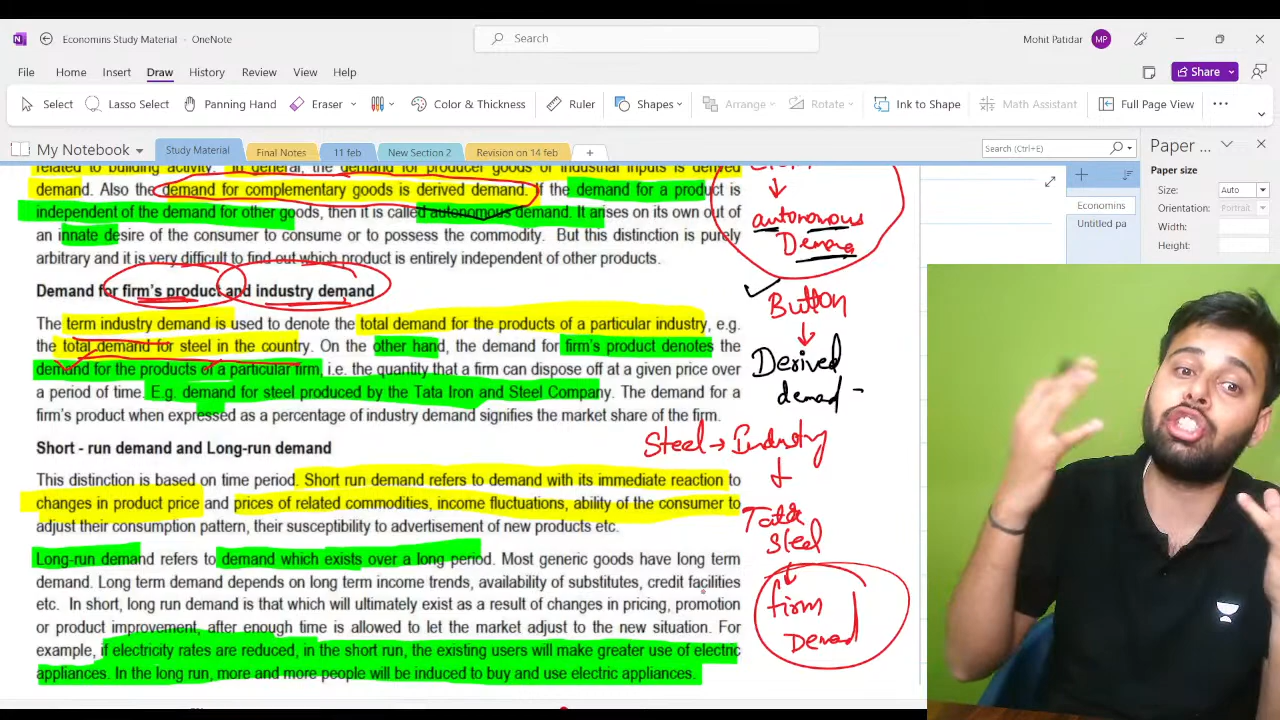 Economins Study Material - OneNote
Search
Mohit Patidar MP
File Home Insert Draw History Review View Help
Share
Select Lasso Select Panning Hand Eraser Color & Thickness Ruler Shapes Arrange Rotate Ink to Shape Math Assistant Full Page View
My Notebook Study Material Final Notes 11 feb New Section 2 Revision on 14 feb + Search (Ctrl+E)
Paper ...
Paper size
Size: Auto
Orientation: Portrait
Width:
Height:
Economics
Untitled pa
related to building activity. In general, the demand for producer goods or industrial inputs is derived
demand. Also the demand for complementary goods is derived demand. If the demand for a product is
independent of the demand for other goods, then it is called autonomous demand. It arises on its own out of
an innate desire of the consumer to consume or to possess the commodity. But this distinction is purely
arbitrary and it is very difficult to find out which product is entirely independent of other products.
Demand for firm's product and industry demand
The term industry demand is used to denote the total demand for the products of a particular industry, e.g.
the total demand for steel in the country. On the other hand, the demand for firm's product denotes the
demand for the products of a particular firm, i.e. the quantity that a firm can dispose off at a given price over
a period of time. E.g. demand for steel produced by the Tata Iron and Steel Company. The demand for a
firm's product when expressed as a percentage of industry demand signifies the market share of the firm.
Short - run demand and Long-run demand
This distinction is based on time period. Short run demand refers to demand with its immediate reaction to
changes in product price and prices of related commodities, income fluctuations, ability of the consumer to
adjust their consumption pattern, their susceptibility to advertisement of new products etc.
Long-run demand refers to demand which exists over a long period. Most generic goods have long term
demand. Long term demand depends on long term income trends, availability of substitutes, credit facilities
etc. In short, long run demand is that which will ultimately exist as a result of changes in pricing, promotion
or product improvement, after enough time is allowed to let the market adjust to the new situation. For
example, if electricity rates are reduced, in the short run, the existing users will make greater use of electric
appliances. In the long run, more and more people will be induced to buy and use electric appliances.
autonomous
Demand
Button
Derived
demand -
Steel → Industry
Tata
Steel
firm
Demand